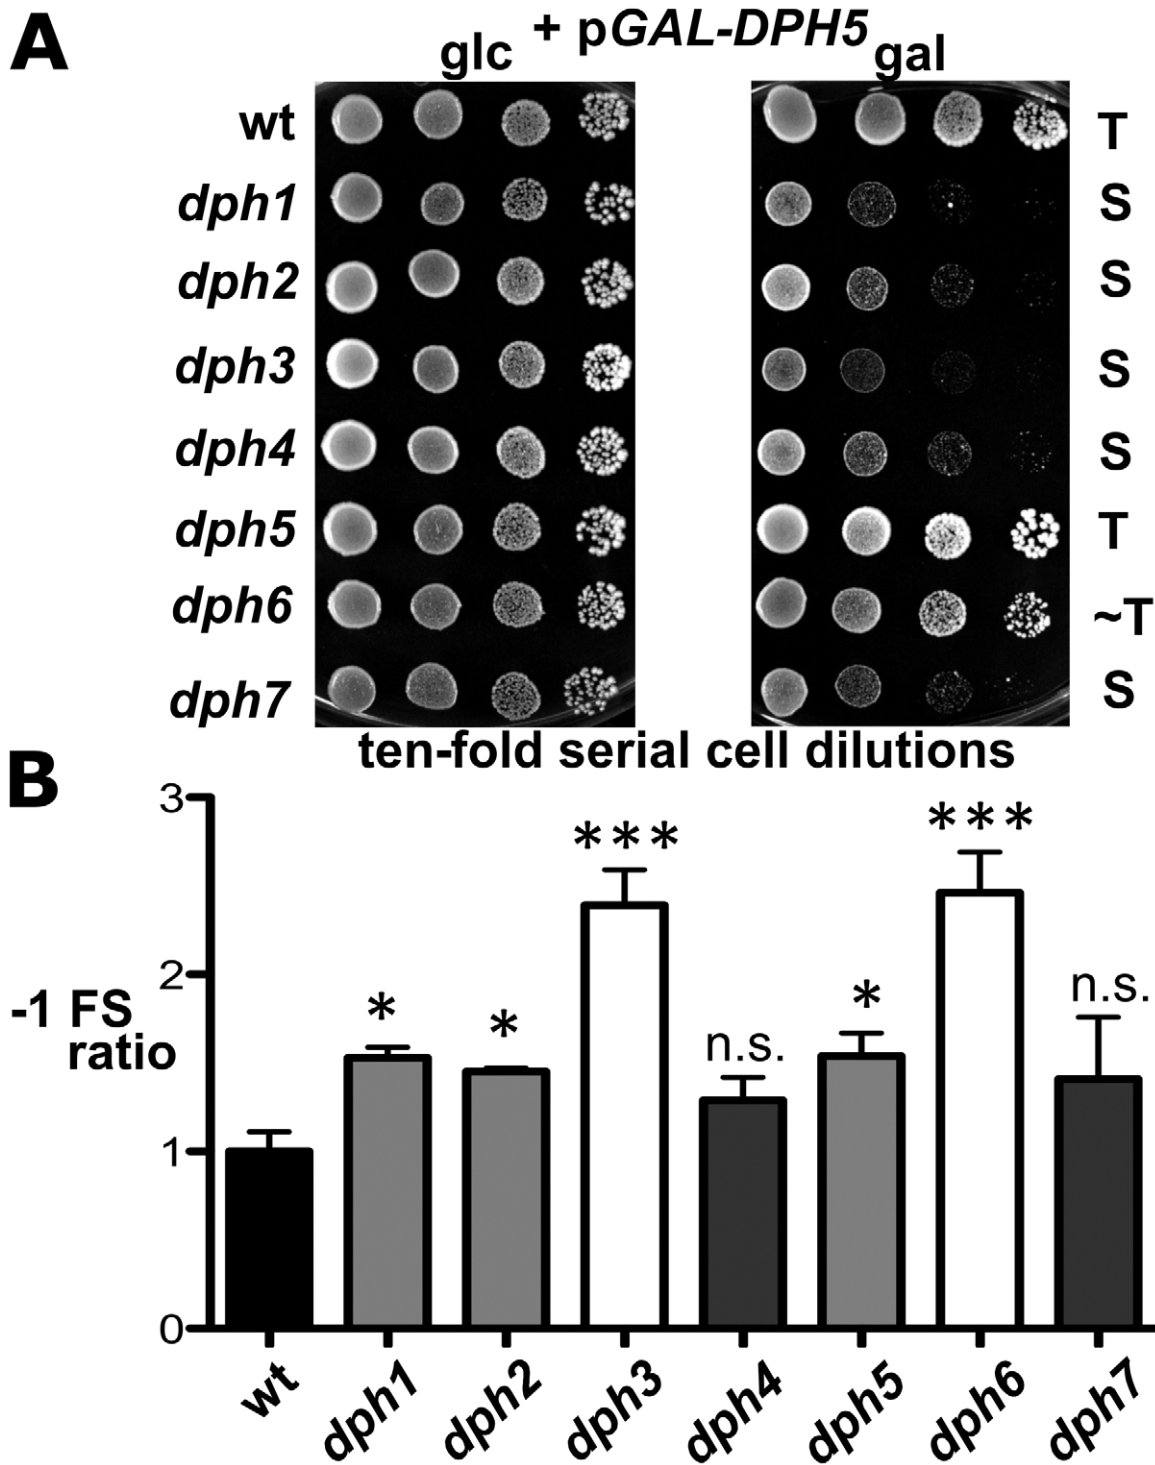 A
+ pGAL-DPH5
glc gal
wt T
dph1 S
dph2 S
dph3 S
dph4 S
dph5 T
dph6 ~T
dph7 S
ten-fold serial cell dilutions
B
3
2
1
0
-1 FS
ratio
* * *** n.s. * *** n.s.
wt dph1 dph2 dph3 dph4 dph5 dph6 dph7